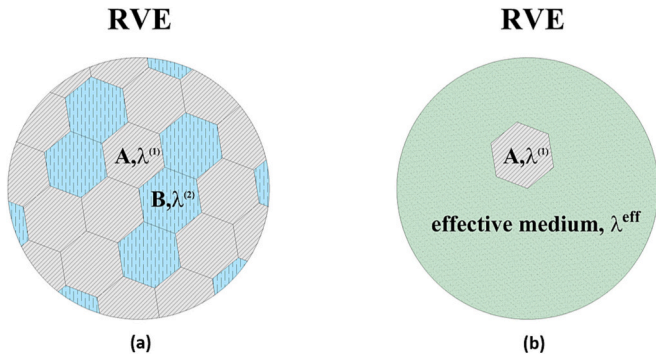 RVE
A,λ⁽¹⁾
B,λ⁽²⁾
(a)
RVE
A,λ⁽¹⁾
effective medium, λᵉᶠᶠ
(b)